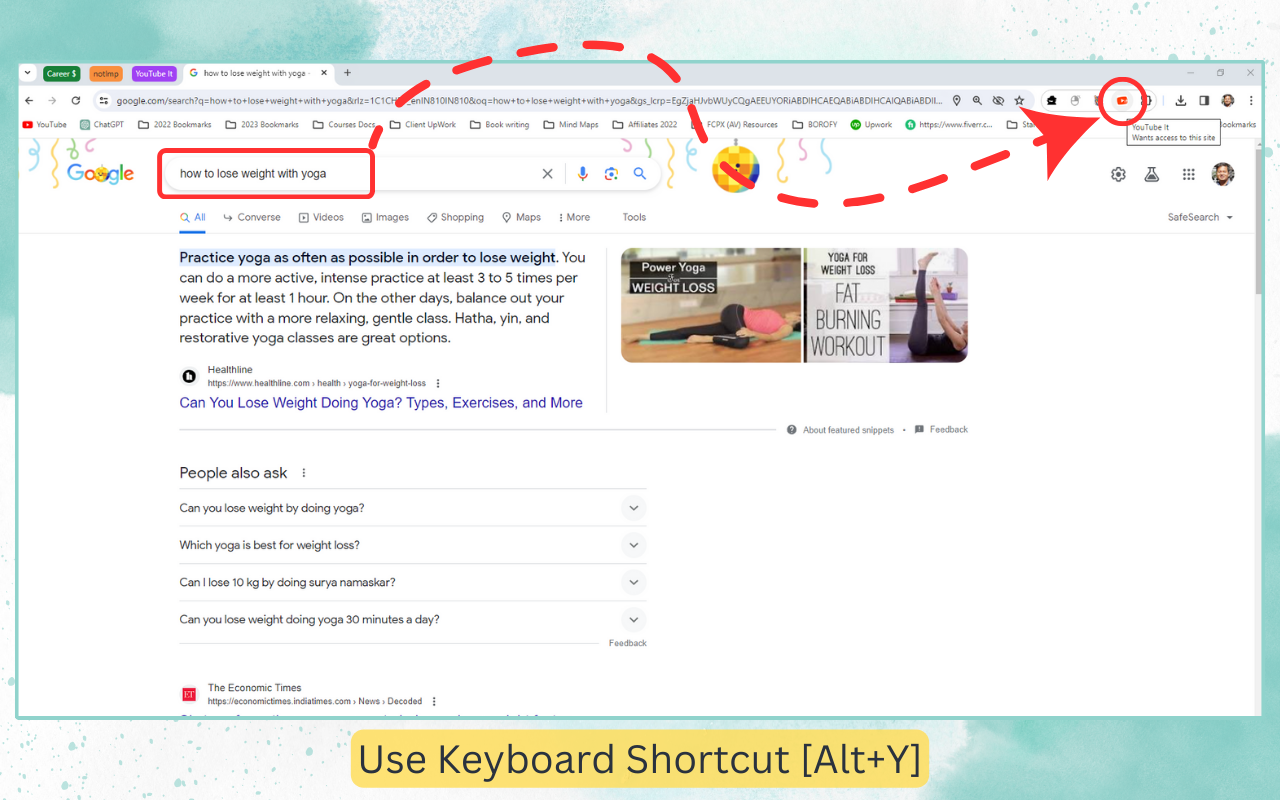 Career $
notimp
YouTube It
how to lose weight with yoga -
google.com/search?q=how+to+lose+weight+with+yoga&rlz=1C1CH
_enIN810IN810&oq=how+to+lose+weight+with+yoga&gs_lcrp=
YouTube
ChatGPT
2022 Bookmarks
2023 Bookmarks
Courses Docs
Client UpWork
Book writing
Mind Maps
Affiliates 2022
FCPX (AV) Resources
BOROFY
Upwork
https://www.fiverr.c...
YouTube It
Wants access to this site
Google
how to lose weight with yoga
All
Converse
Videos
Images
Shopping
Maps
More
Tools
SafeSearch
Practice yoga as often as possible in order to lose weight. You
can do a more active, intense practice at least 3 to 5 times per
week for at least 1 hour. On the other days, balance out your
practice with a more relaxing, gentle class. Hatha, yin, and
restorative yoga classes are great options.
Power Yoga
WEIGHT LOSS
YOGA FOR
WEIGHT LOSS
FAT
BURNING
WORKOUT
Healthline
https://www.healthline.com › health › yoga-for-weight-loss
Can You Lose Weight Doing Yoga? Types, Exercises, and More
About featured snippets • Feedback
People also ask
Can you lose weight by doing yoga?
Which yoga is best for weight loss?
Can I lose 10 kg by doing surya namaskar?
Can you lose weight doing yoga 30 minutes a day?
Feedback
ET
The Economic Times
https://economictimes.indiatimes.com › News › Decoded
Use Keyboard Shortcut [Alt+Y]